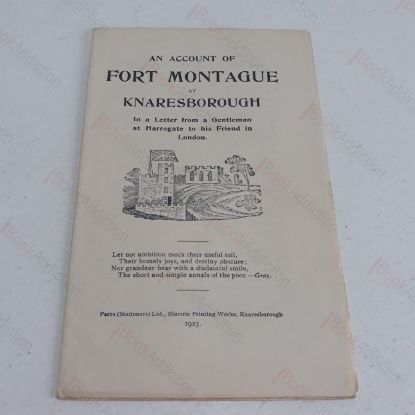 AN ACCOUNT OF
FORT MONTAGUE
AT
KNARESBOROUGH
In a Letter from a Gentleman
at Harrogate to his Friend in
London.
Let not ambition mock their useful toil,
Their homely joys, and destiny obscure;
Nor grandeur hear with a disdainful smile,
The short and simple annals of the poor.—Gray.
Parrs (Stationers) Ltd., Electric Printing Works, Knaresborough
1925.